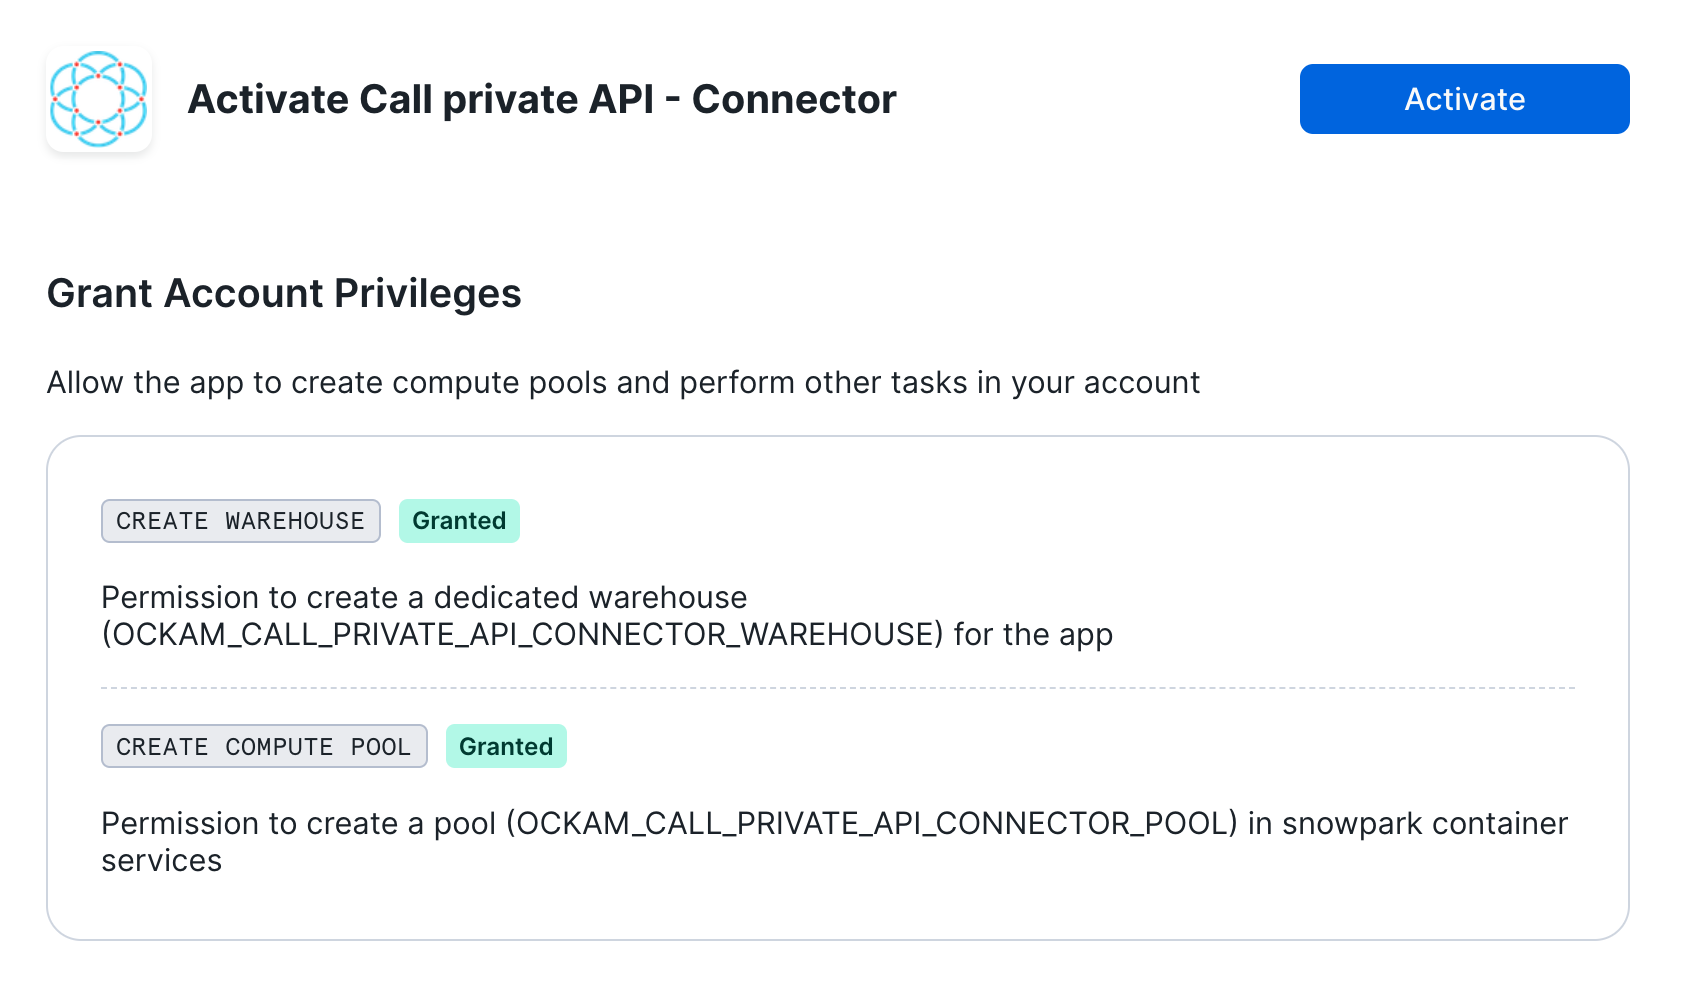 Activate Call private API - Connector
Activate
Grant Account Privileges
Allow the app to create compute pools and perform other tasks in your account
CREATE WAREHOUSE Granted
Permission to create a dedicated warehouse
(OCKAM_CALL_PRIVATE_API_CONNECTOR_WAREHOUSE) for the app
CREATE COMPUTE POOL Granted
Permission to create a pool (OCKAM_CALL_PRIVATE_API_CONNECTOR_POOL) in snowpark container
services